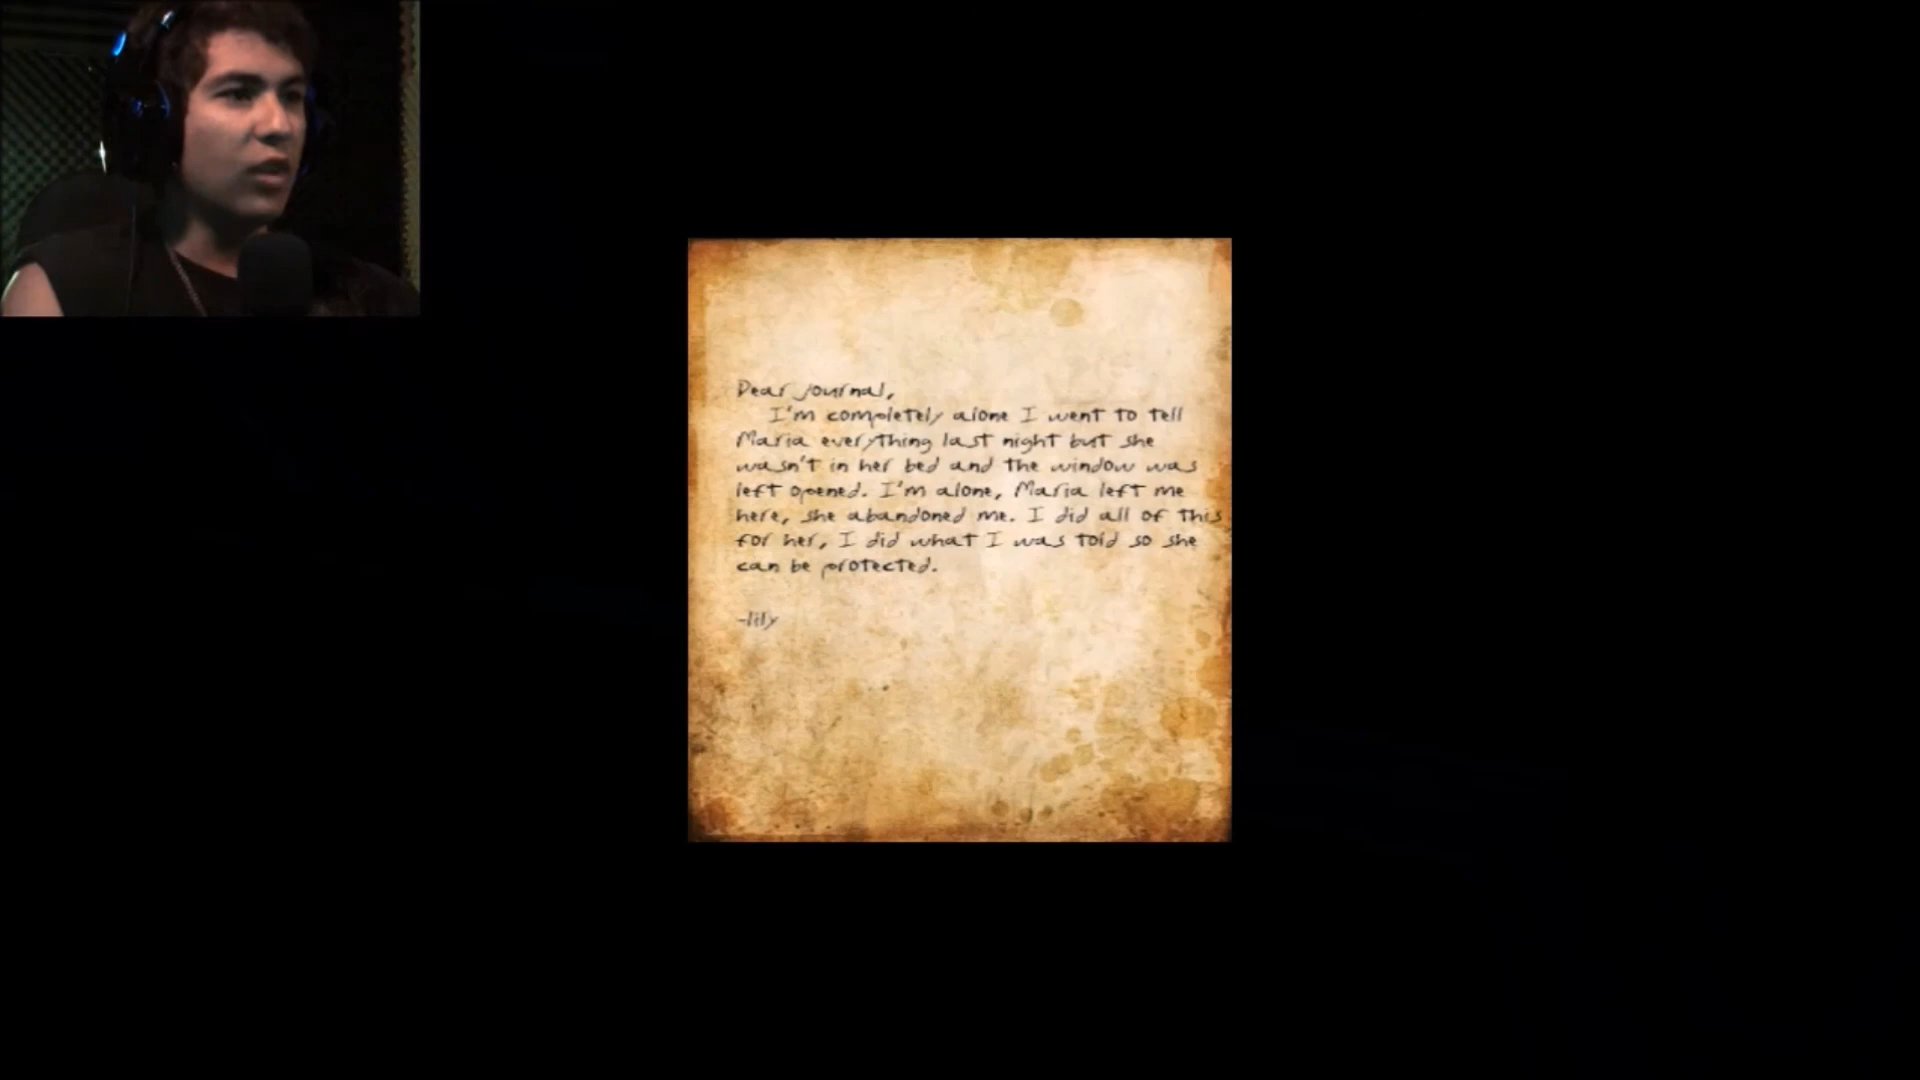 Dear journal,
I'm completely alone I went to tell
Maria everything last night but she
wasn't in her bed and the window was
left opened. I'm alone, Maria left me
here, she abandoned me. I did all of this
for her, I did what I was told so she
can be protected.
-lily